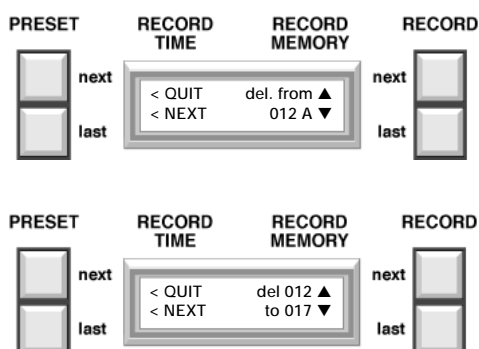 PRESET RECORD TIME RECORD MEMORY RECORD
next next
< QUIT del. from ▲
< NEXT 012 A ▼
last last
PRESET RECORD TIME RECORD MEMORY RECORD
next next
< QUIT del 012 ▲
< NEXT to 017 ▼
last last